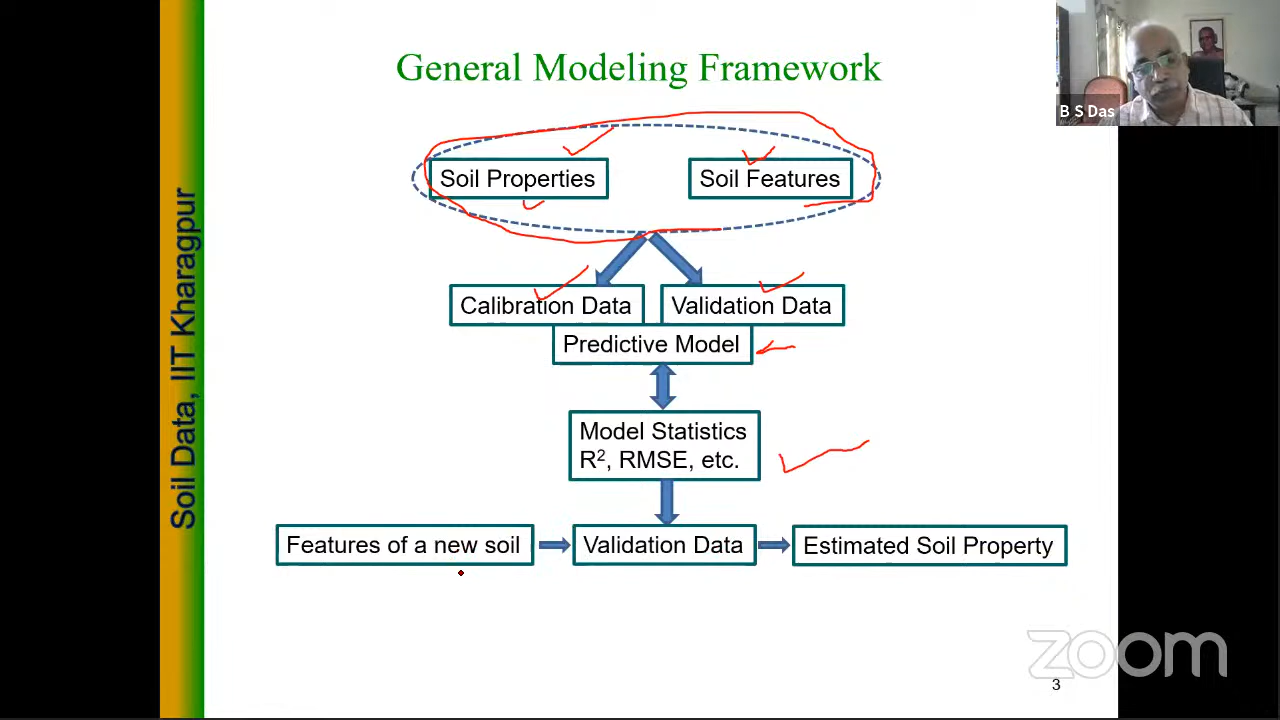 General Modeling Framework
B S Das
Soil Properties
Soil Features
Calibration Data
Validation Data
Predictive Model
Model Statistics
R², RMSE, etc.
Features of a new soil
Validation Data
Estimated Soil Property
Soil Data, IIT Kharagpur
zoom
3